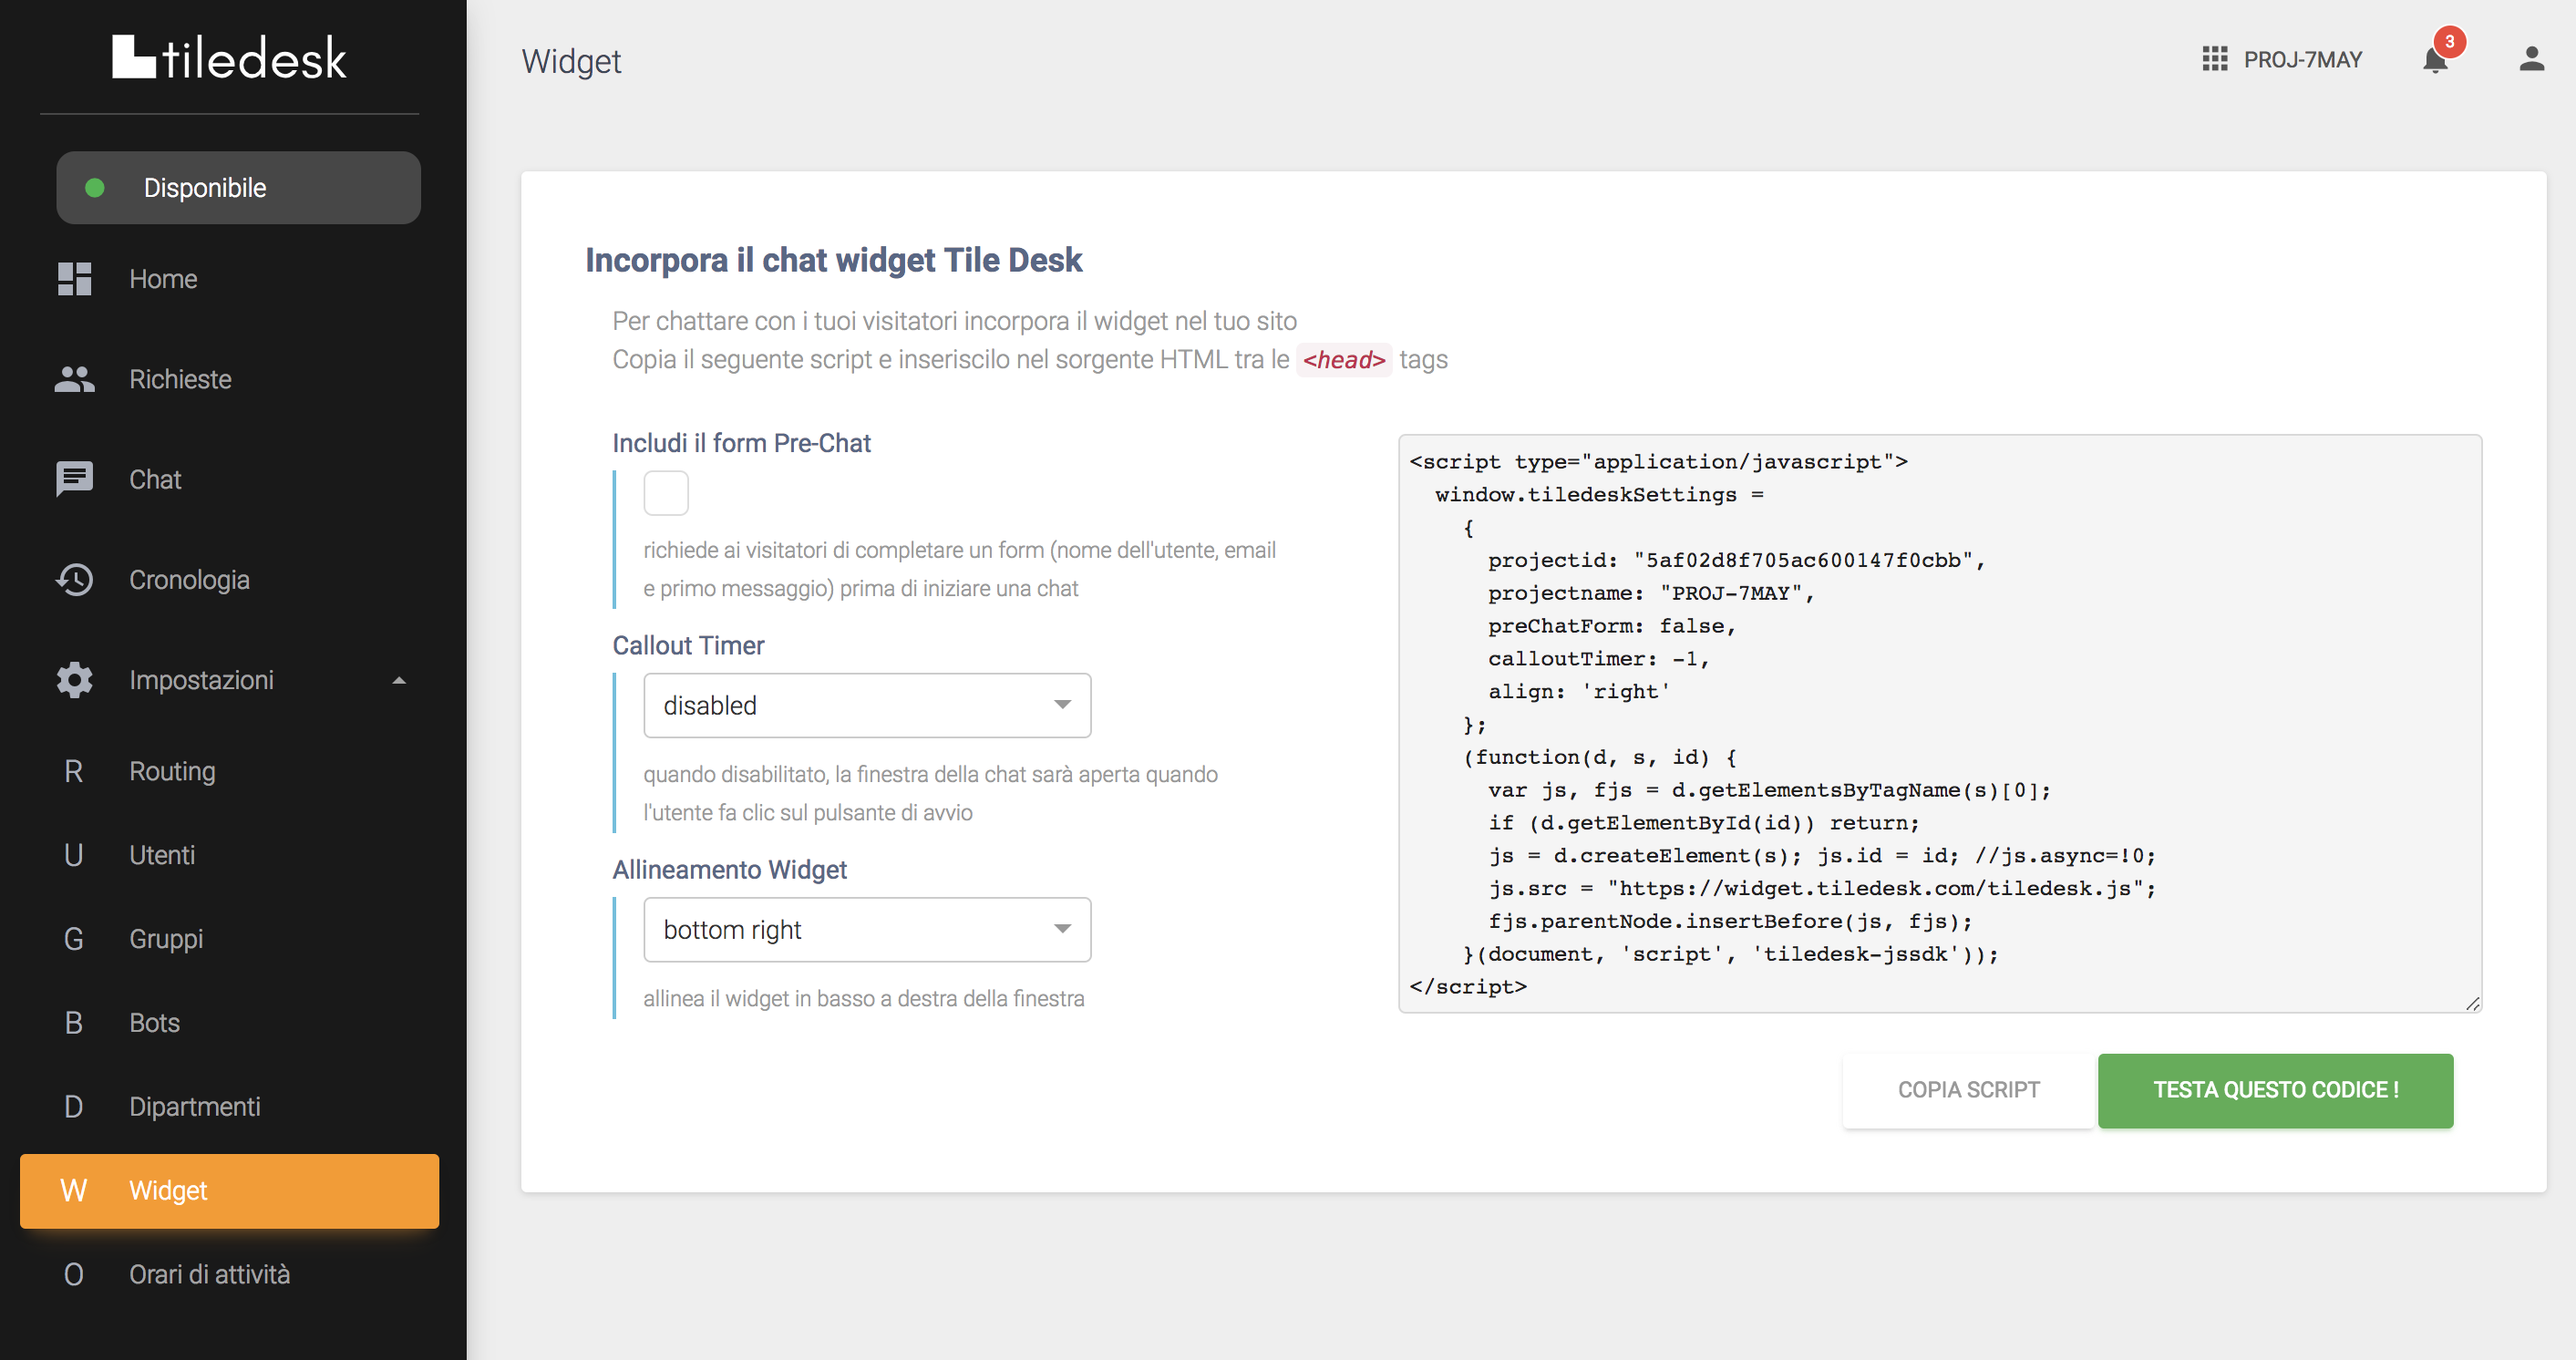 tiledesk
Disponibile
Home
Richieste
Chat
Cronologia
Impostazioni
R Routing
U Utenti
G Gruppi
B Bots
D Dipartmenti
W Widget
O Orari di attività
Widget
PROJ-7MAY
3
Incorpora il chat widget Tile Desk
Per chattare con i tuoi visitatori incorpora il widget nel tuo sito
Copia il seguente script e inseriscilo nel sorgente HTML tra le <head> tags
Includi il form Pre-Chat
richiede ai visitatori di completare un form (nome dell'utente, email
e primo messaggio) prima di iniziare una chat
Callout Timer
disabled
quando disabilitato, la finestra della chat sarà aperta quando
l'utente fa clic sul pulsante di avvio
Allineamento Widget
bottom right
allinea il widget in basso a destra della finestra
<script type="application/javascript">
window.tiledeskSettings =
{
projectid: "5af02d8f705ac600147f0cbb",
projectname: "PROJ-7MAY",
preChatForm: false,
calloutTimer: -1,
align: 'right'
};
(function(d, s, id) {
var js, fjs = d.getElementsByTagName(s)[0];
if (d.getElementById(id)) return;
js = d.createElement(s); js.id = id; //js.async=!0;
js.src = "https://widget.tiledesk.com/tiledesk.js";
fjs.parentNode.insertBefore(js, fjs);
}(document, 'script', 'tiledesk-jssdk'));
</script>
COPIA SCRIPT
TESTA QUESTO CODICE !